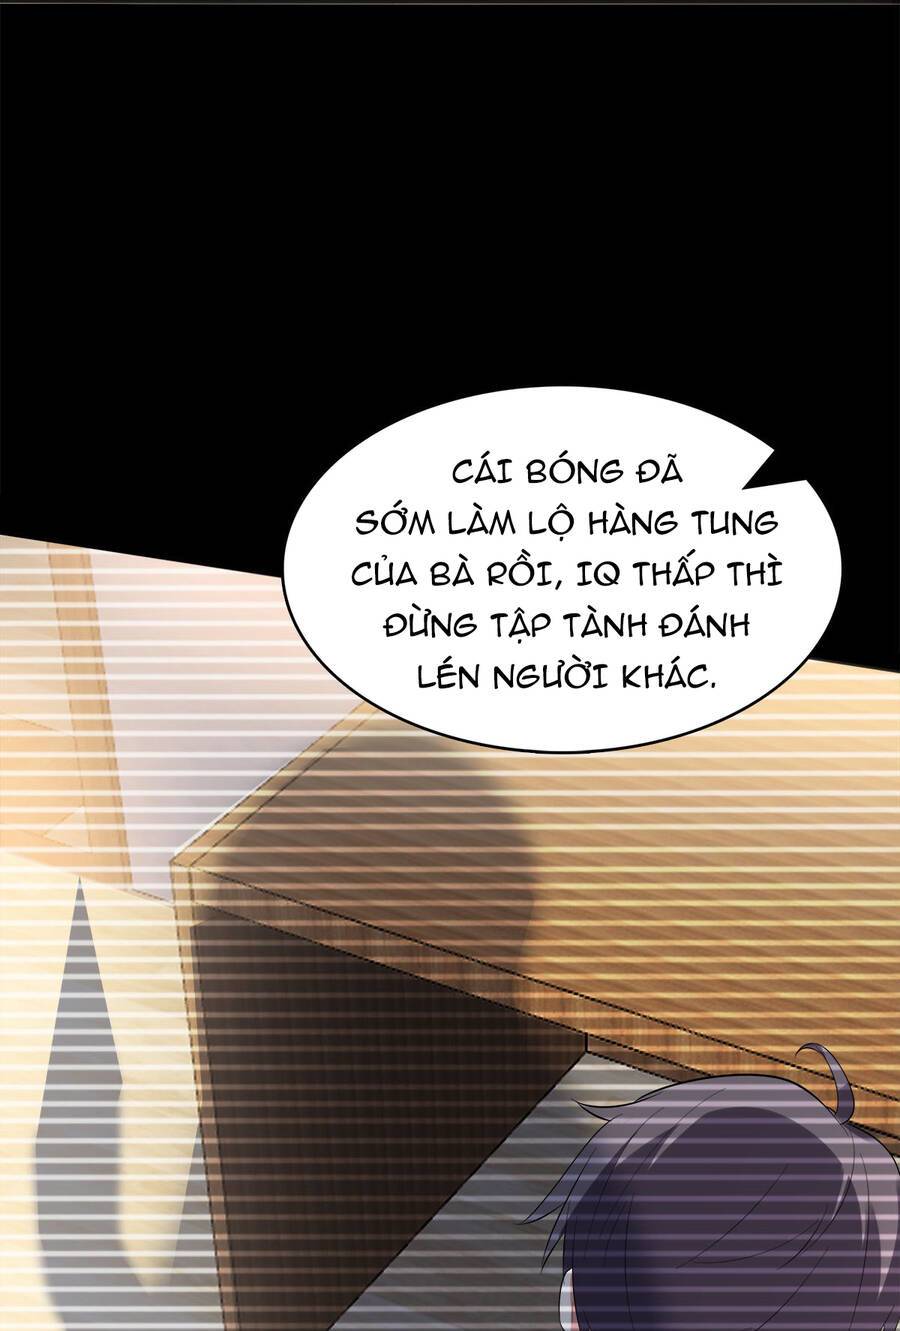 CÁI BÓNG ĐÃ
SỚM LÀM LỘ HÀNG TUNG
CỦA BÀ RỒI, IQ THẤP THÌ
ĐỪNG TẬP TÀNH ĐÁNH
LÉN NGƯỜI KHÁC.